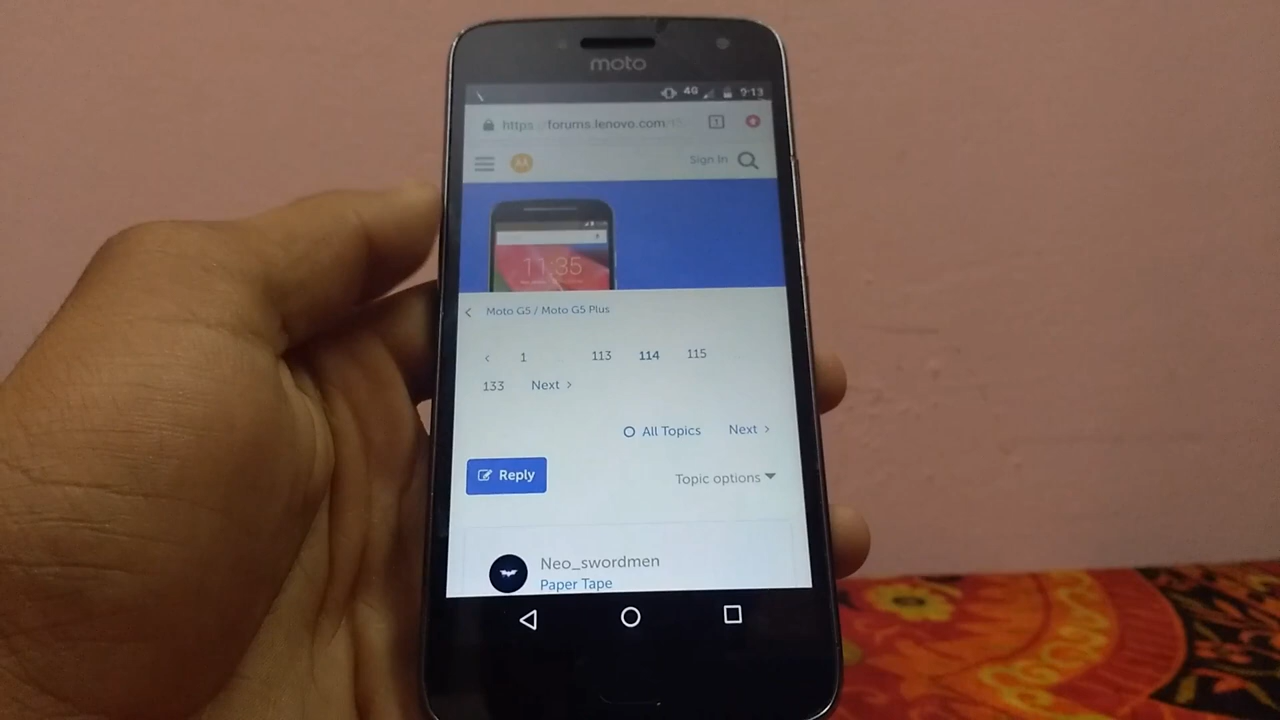 moto
4G 9:13
https forums.lenovo.com
Sign In
11:35
Moto G5 / Moto G5 Plus
< 1 113 114 115
133 Next >
All Topics Next >
Reply Topic options
Neo_swordmen
Paper Tape